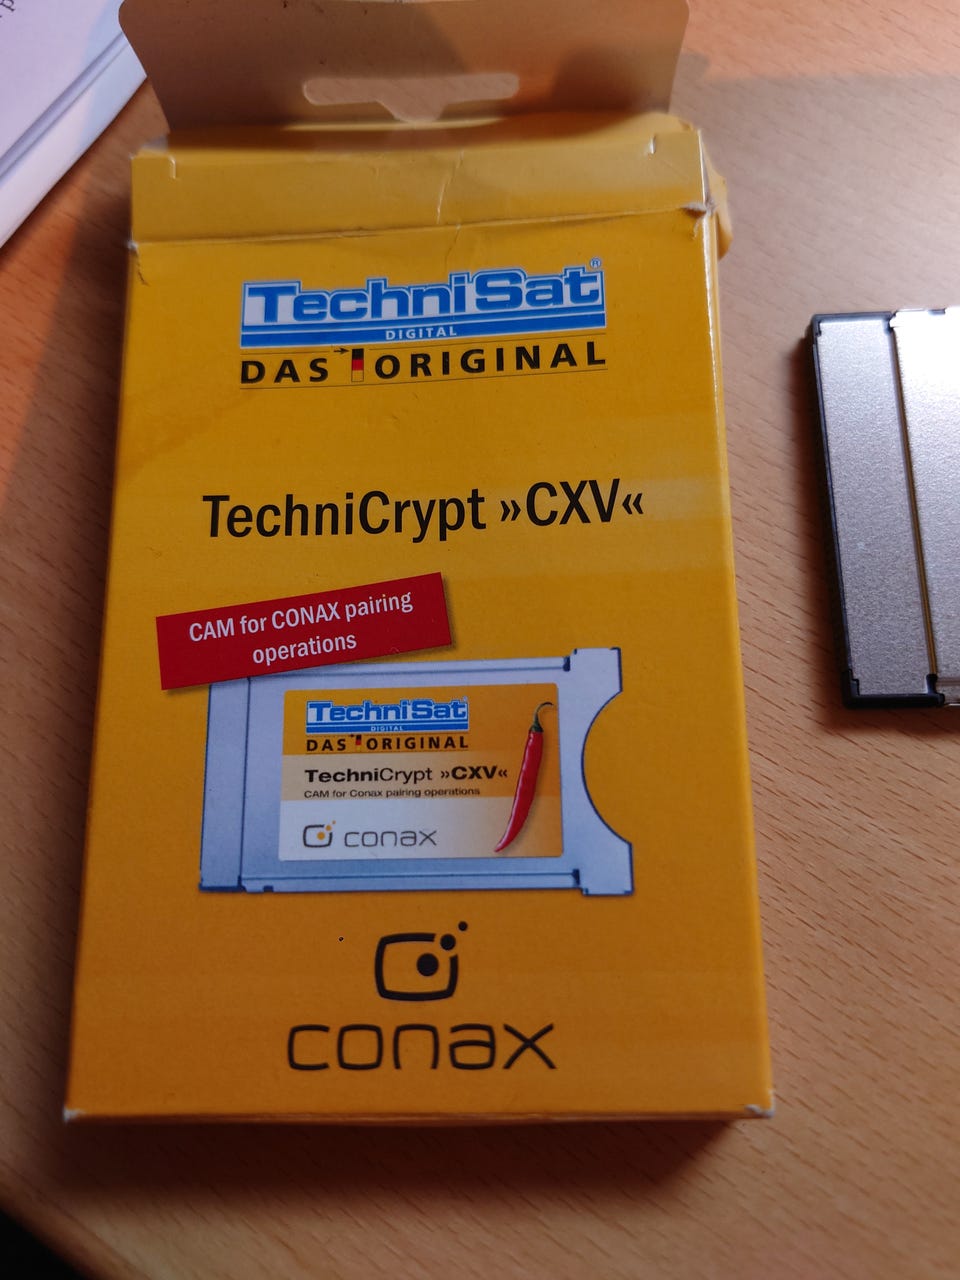 TechniSat®
DIGITAL
DAS ORIGINAL
TechniCrypt »CXV«
CAM for CONAX pairing
operations
TechniSat
DIGITAL
DAS ORIGINAL
TechniCrypt »CXV«
CAM for Conax pairing operations
conax
conax